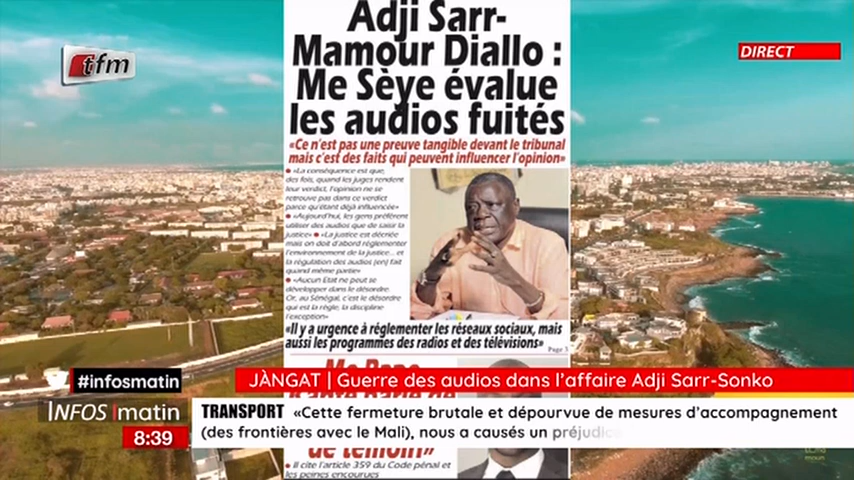 tfm
DIRECT
Adji Sarr-
Mamour Diallo :
Me Sèye évalue
les audios fuités
«Ce n'est pas une preuve tangible devant le tribunal
mais c'est des faits qui peuvent influencer l'opinion»
«La conséquence est que,
des fois, quand les juges rendent
leur verdict, l'opinion ne se
retrouve pas dans ce verdict
parce qu'étant déjà influencée»
«Aujourd'hui, les gens préfèrent
utiliser des audios que de saisir la
justice» «La justice est décriée
mais on doit d'abord réglementer
l'environnement de la justice... et
la régulation des audios [en] fait
quand même partie»
«Aucun Etat ne peut se
développer dans le désordre.
Or, au Sénégal, c'est le désordre
qui est la règle, la discipline
l'exception»
«Il y a urgence à réglementer les réseaux sociaux, mais
aussi les programmes des radios et des télévisions»
Page 3
Me Pape
de témoin»
Il cite l'article 359 du Code pénal et
les peines encourues
#infosmatin
JÀNGAT | Guerre des audios dans l'affaire Adji Sarr-Sonko
INFOS matin
8:39
TRANSPORT «Cette fermeture brutale et dépourvue de mesures d'accompagnement
(des frontières avec le Mali), nous a causés un préjudice